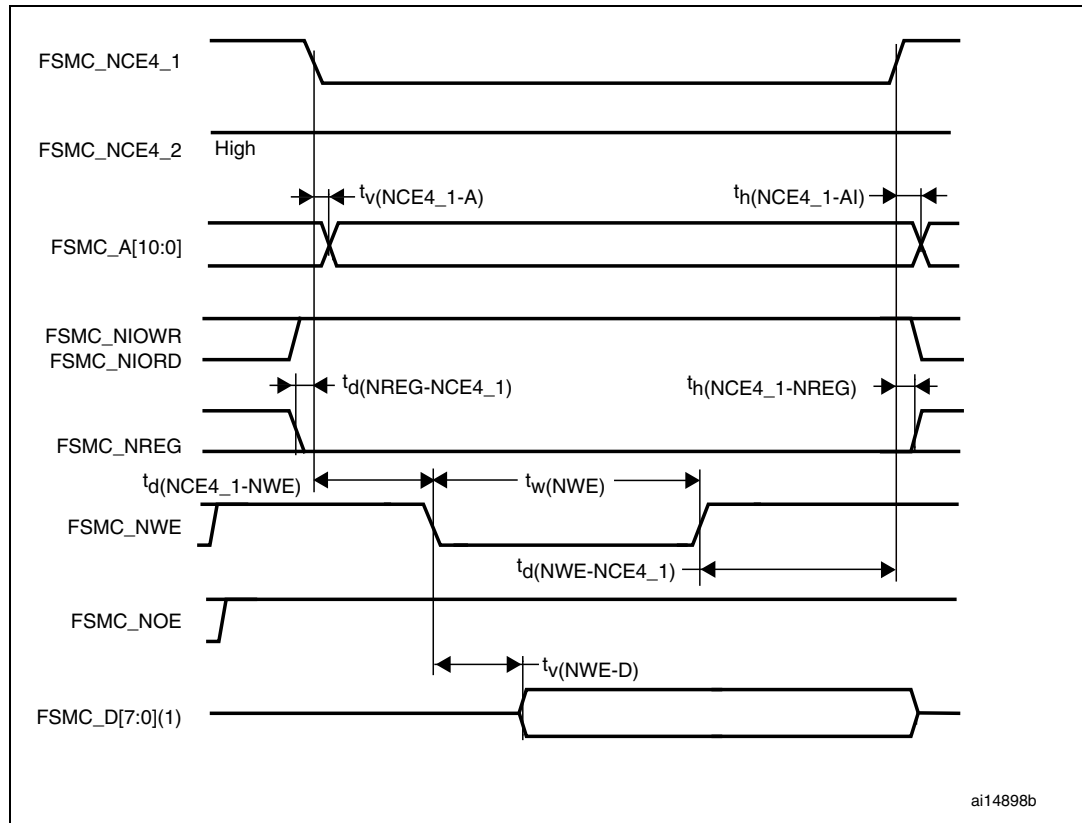 FSMC_NCE4_1
FSMC_NCE4_2 High
tv(NCE4_1-A) th(NCE4_1-AI)
FSMC_A[10:0]
FSMC_NIOWR
FSMC_NIORD
td(NREG-NCE4_1) th(NCE4_1-NREG)
FSMC_NREG
td(NCE4_1-NWE) tw(NWE)
FSMC_NWE
td(NWE-NCE4_1)
FSMC_NOE
tv(NWE-D)
FSMC_D[7:0](1)
ai14898b